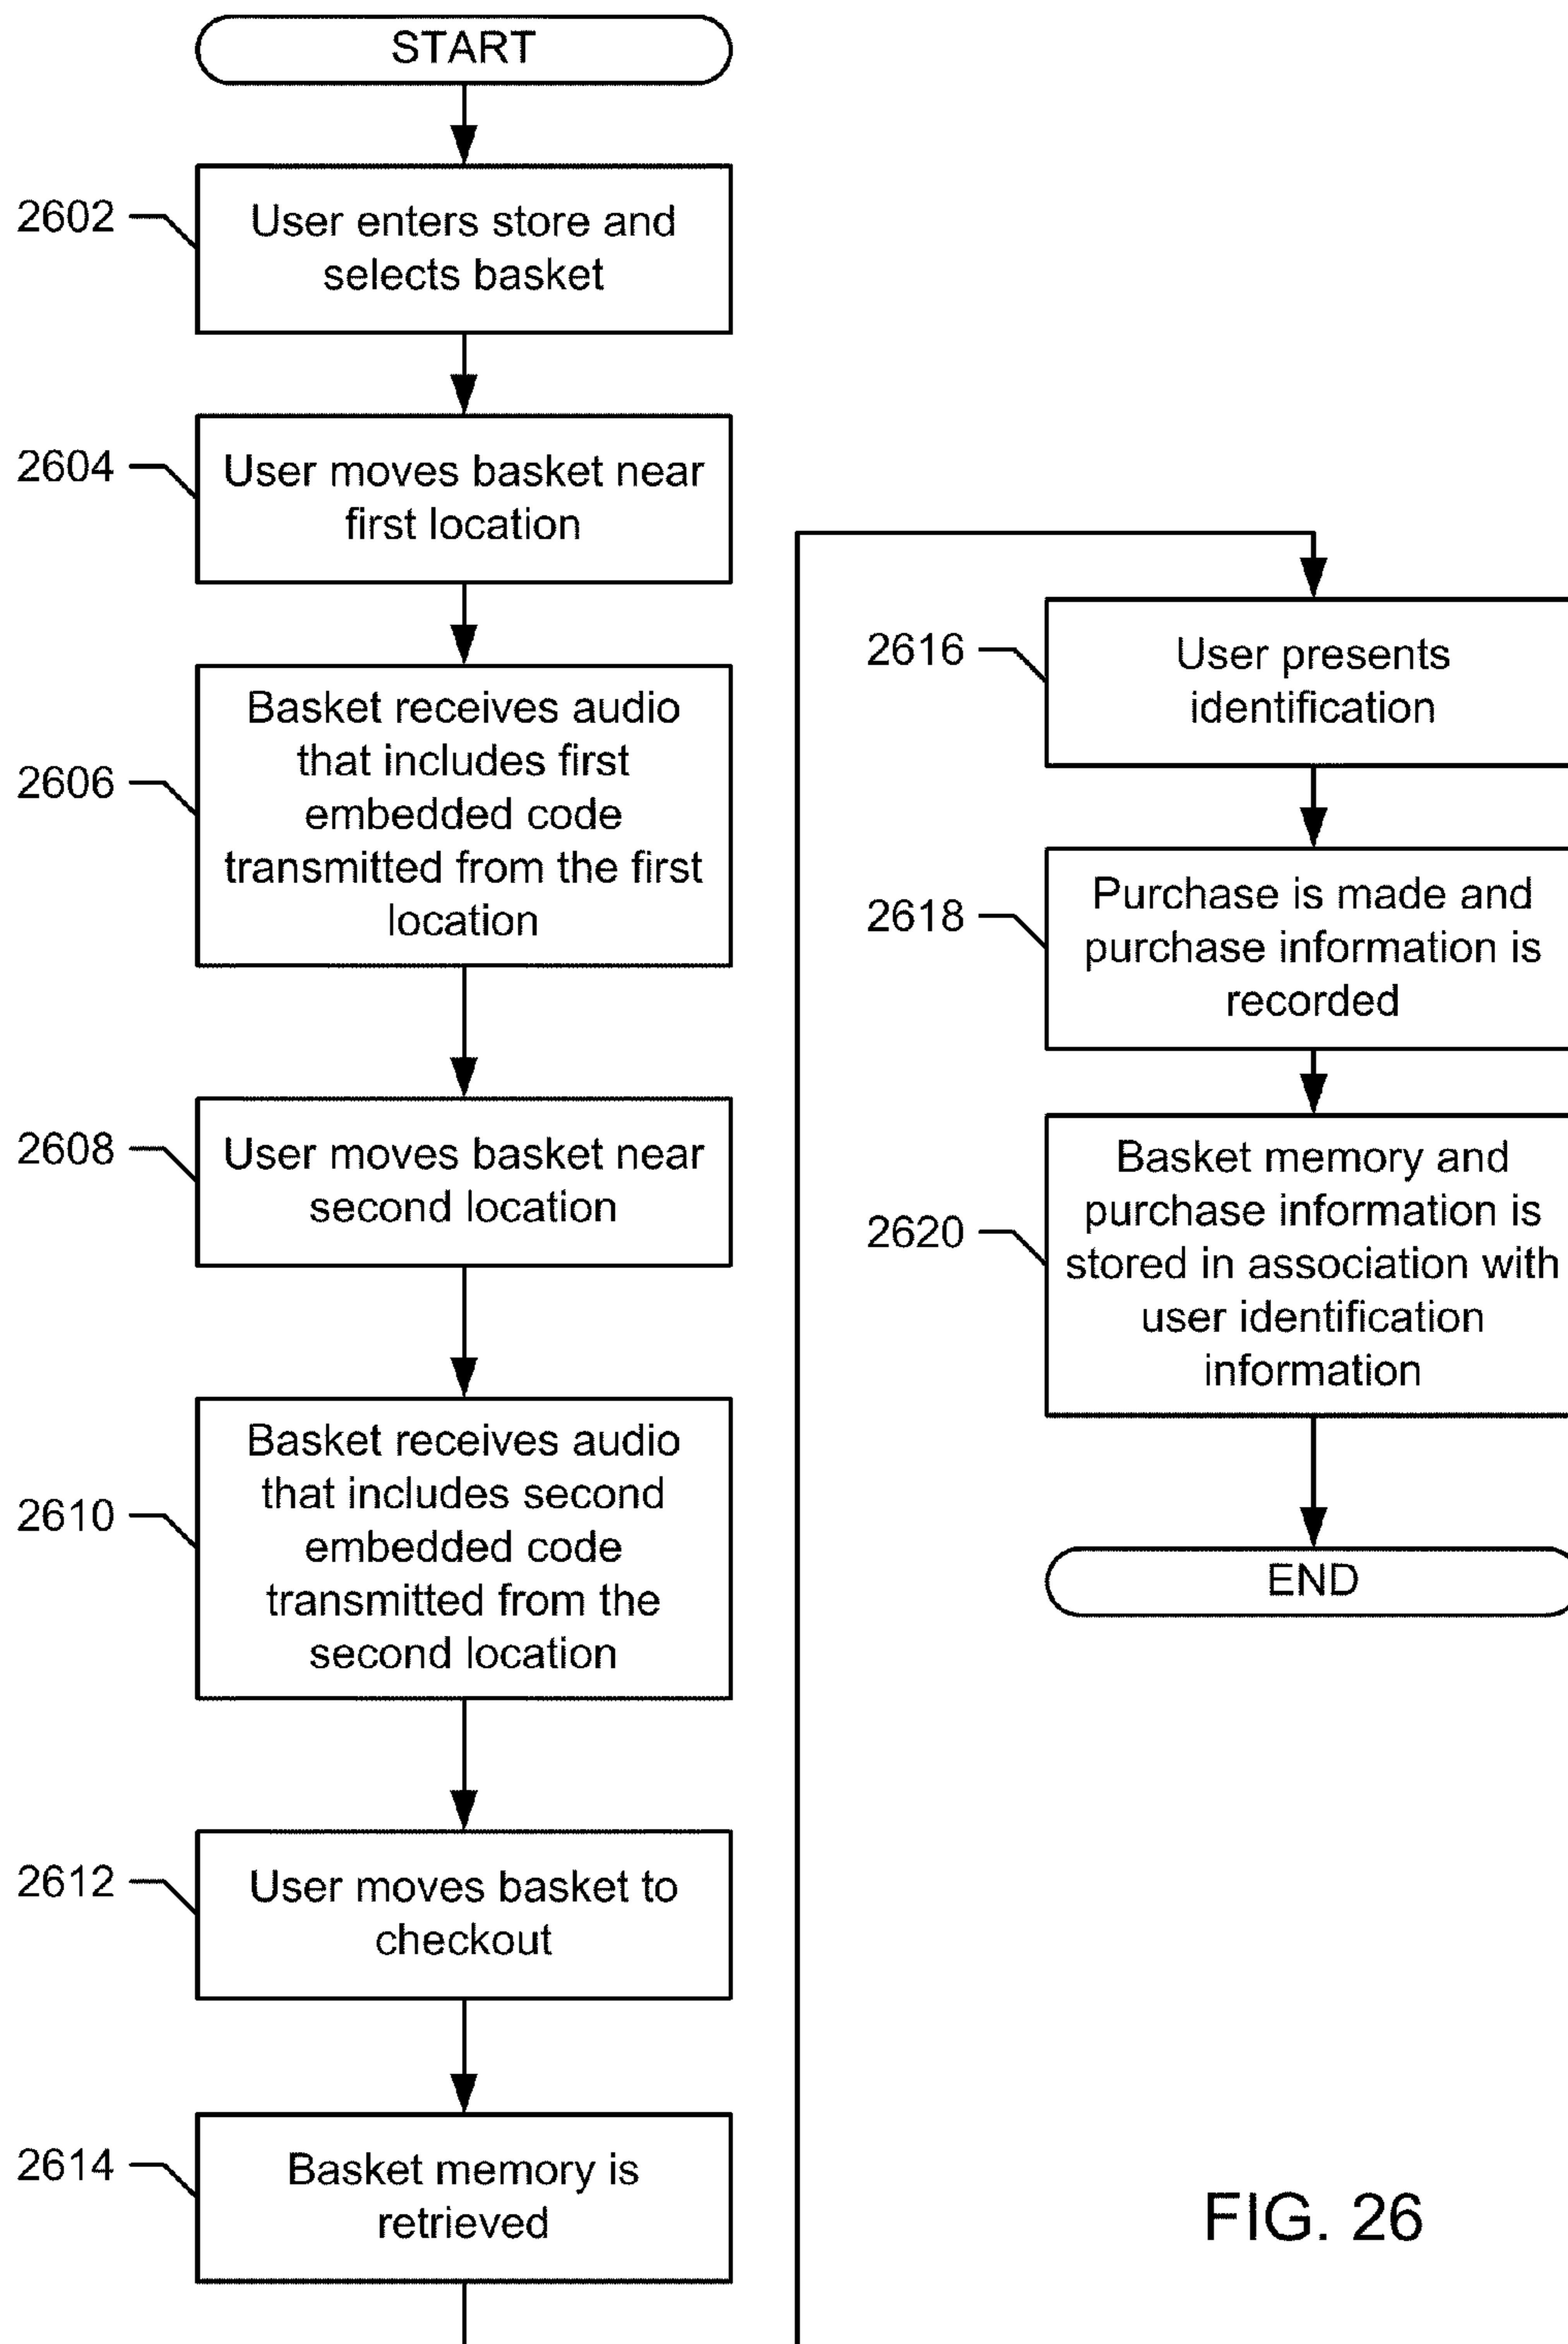 START
2602
User enters store and
selects basket
2604
User moves basket near
first location
2606
Basket receives audio
that includes first
embedded code
transmitted from the first
location
2608
User moves basket near
second location
2610
Basket receives audio
that includes second
embedded code
transmitted from the
second location
2612
User moves basket to
checkout
2614
Basket memory is
retrieved
2616
User presents
identification
2618
Purchase is made and
purchase information is
recorded
2620
Basket memory and
purchase information is
stored in association with
user identification
information
END
FIG. 26